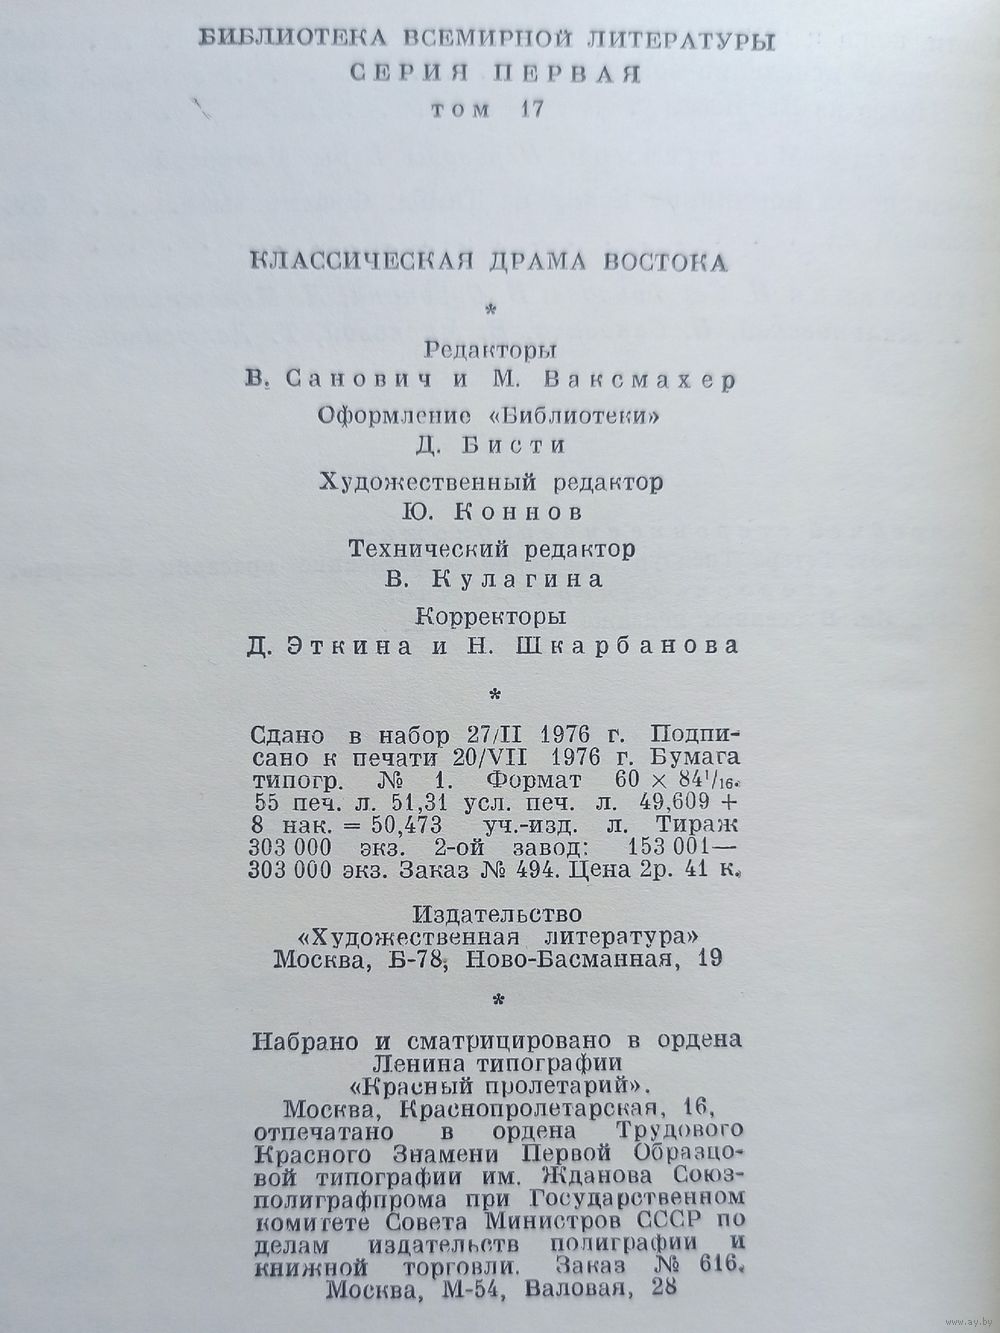 БИБЛИОТЕКА ВСЕМИРНОЙ ЛИТЕРАТУРЫ
СЕРИЯ ПЕРВАЯ
ТОМ 17
КЛАССИЧЕСКАЯ ДРАМА ВОСТОКА
*
Редакторы
В. Санович и М. Ваксмахер
Оформление «Библиотеки»
Д. Бисти
Художественный редактор
Ю. Коннов
Технический редактор
В. Кулагина
Корректоры
Д. Эткина и Н. Шкарбанова
*
Сдано в набор 27/II 1976 г. Подпи-
сано к печати 20/VII 1976 г. Бумага
типогр. № 1. Формат 60 × 84¹/₁₆.
55 печ. л. 51,31 усл. печ. л. 49,609 +
8 нак. = 50,473 уч.-изд. л. Тираж
303 000 экз. 2-ой завод: 153 001—
303 000 экз. Заказ № 494. Цена 2р. 41 к.
Издательство
«Художественная литература»
Москва, Б-78, Ново-Басманная, 19
*
Набрано и сматрицировано в ордена
Ленина типографии
«Красный пролетарий».
Москва, Краснопролетарская, 16,
отпечатано в ордена Трудового
Красного Знамени Первой Образцо-
вой типографии им. Жданова Союз-
полиграфпрома при Государственном
комитете Совета Министров СССР по
делам издательств полиграфии и
книжной торговли. Заказ № 616.
Москва, М-54, Валовая, 28
www.ay.by